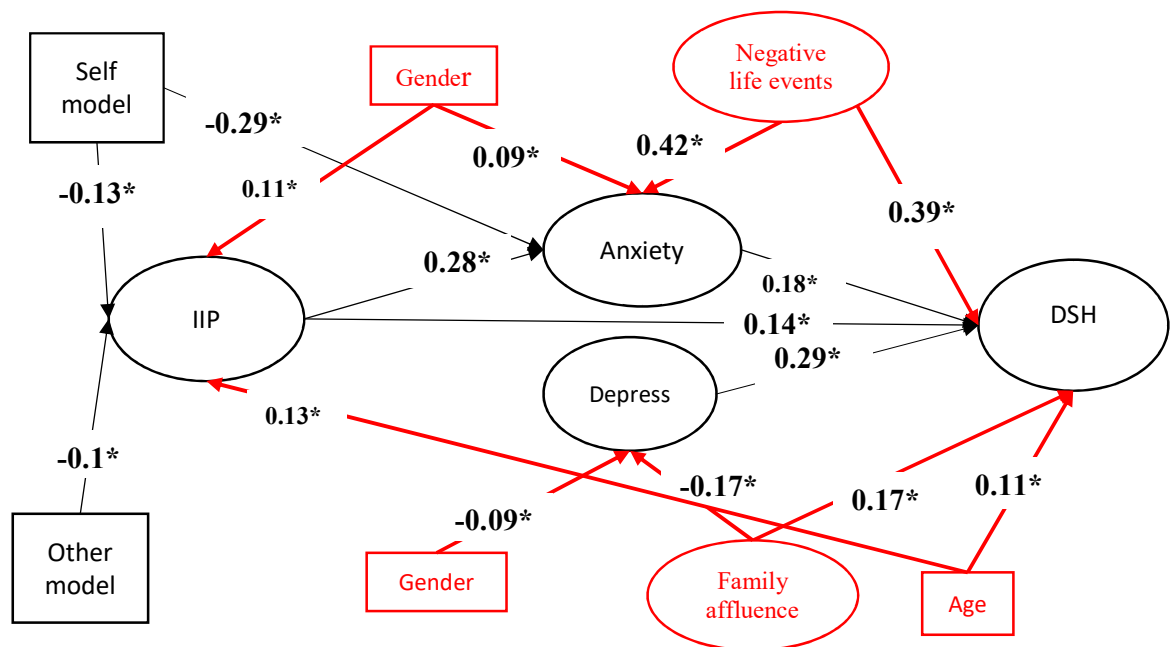 Self
model
Gender
Negative
life events
-0.29*
0.09*
0.42*
-0.13*
0.11*
0.39*
Anxiety
0.28*
0.18*
IIP
DSH
0.14*
0.29*
Depress
0.13*
-0.1*
-0.17*
0.17*
0.11*
-0.09*
Other
model
Gender
Family
affluence
Age